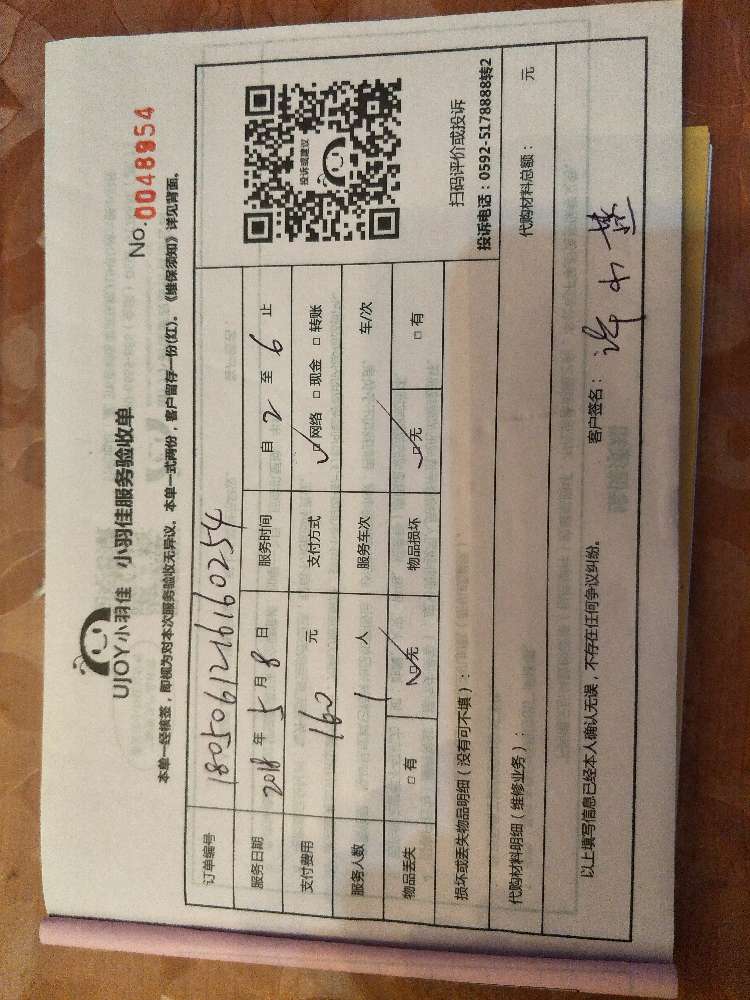 UJOY小羽佳 小羽佳服务验收单
No.0048954
本单一经核签，即视为对本次服务验收无异议。本单一式两份，客户留存一份(红)。《维保须知》详见背面。
订单编号 180506121616160254
服务日期 2018 年 5 月 8 日 服务时间 自 2 至 6 止
支付费用 160 元 支付方式 ☑网络 □现金 □转账
服务人数 1 人 服务车次 车/次
物品丢失 □有 ☑无 物品损坏 ☑无 □有
投诉或建议
扫码评价或投诉
投诉电话：0592-5178888转2
损坏或丢失物品明细（没有可不填）：
代购材料明细（维修业务）： 代购材料总额： 元
以上填写信息已经本人确认无误，不存在任何争议纠纷。 客户签名：